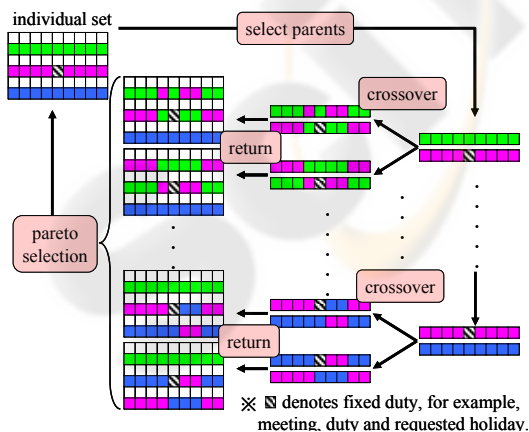 individual set
select parents
crossover
return
pareto
selection
crossover
return
※ denotes fixed duty, for example,
meeting, duty and requested holiday.